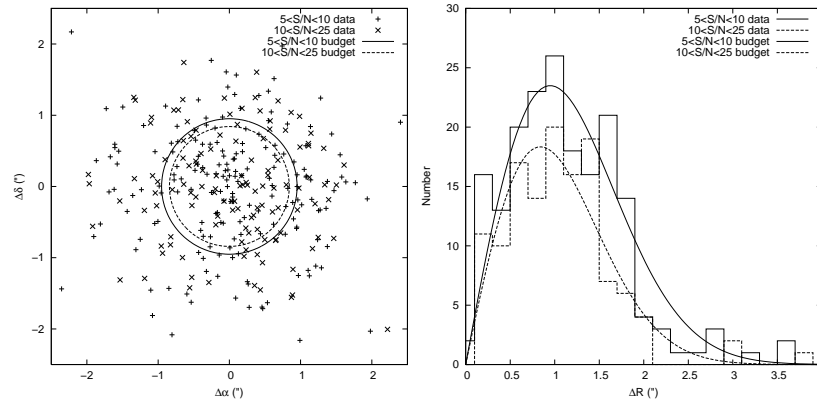 5<S/N<10 data
10<S/N<25 data
5<S/N<10 budget
10<S/N<25 budget
2
1
0
−1
−2
Δδ (")
−2
−1
0
1
2
Δα (")
5<S/N<10 data
10<S/N<25 data
5<S/N<10 budget
10<S/N<25 budget
30
25
20
15
10
5
0
Number
0
0.5
1
1.5
2
2.5
3
3.5
ΔR (")